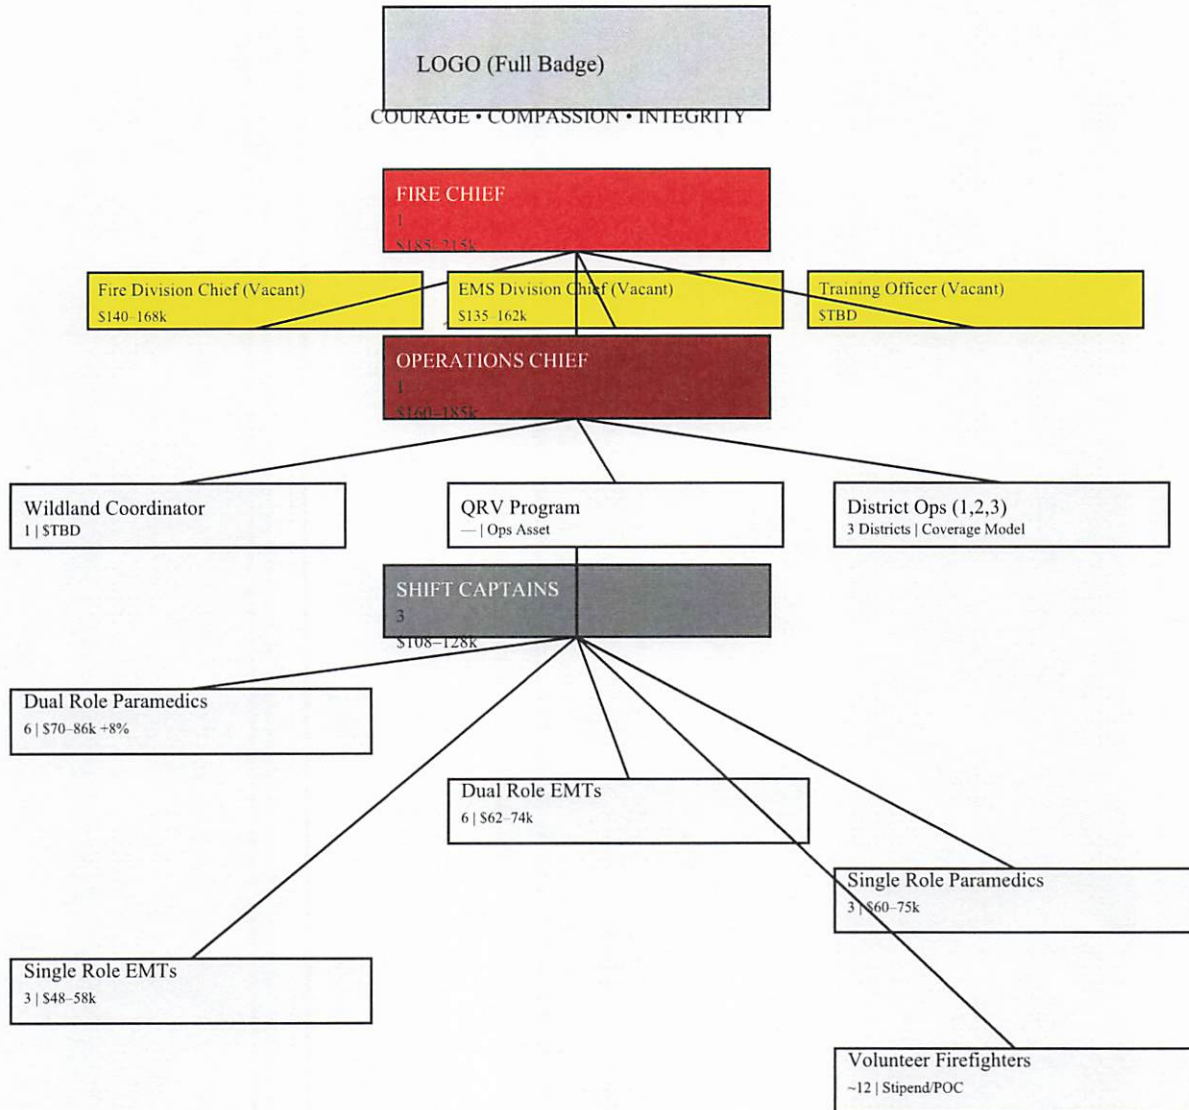 LOGO (Full Badge)
COURAGE • COMPASSION • INTEGRITY
FIRE CHIEF
1
$185–215k
Fire Division Chief (Vacant)
$140–168k
EMS Division Chief (Vacant)
$135–162k
Training Officer (Vacant)
$TBD
OPERATIONS CHIEF
1
$160–185k
Wildland Coordinator
1 | $TBD
QRV Program
— | Ops Asset
District Ops (1,2,3)
3 Districts | Coverage Model
SHIFT CAPTAINS
3
$108–128k
Dual Role Paramedics
6 | $70–86k +8%
Dual Role EMTs
6 | $62–74k
Single Role Paramedics
3 | $60–75k
Single Role EMTs
3 | $48–58k
Volunteer Firefighters
~12 | Stipend/POC